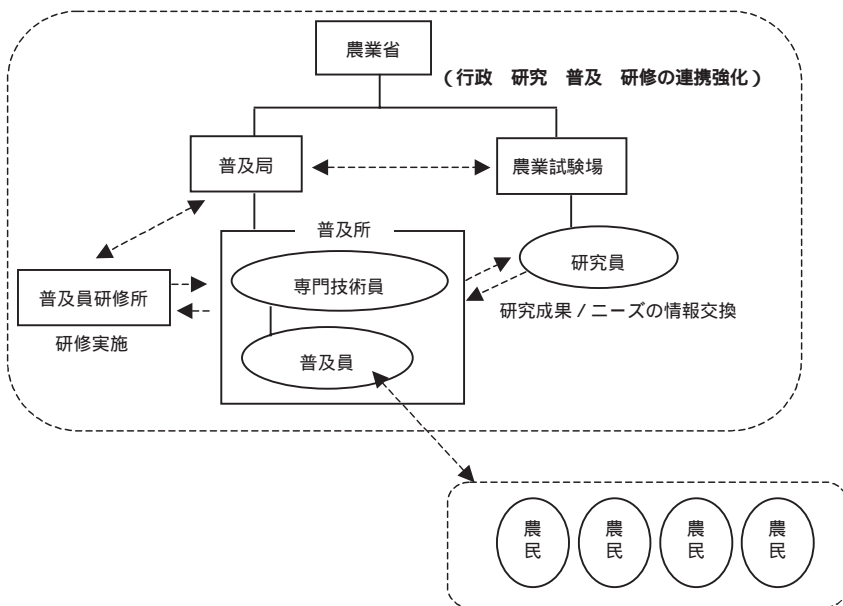 農業省
(行政 研究 普及 研修の連携強化)
普及局
農業試験場
普及所
専門技術員
研究員
普及員研修所
研究成果/ニーズの情報交換
研修実施
普及員
農民
農民
農民
農民